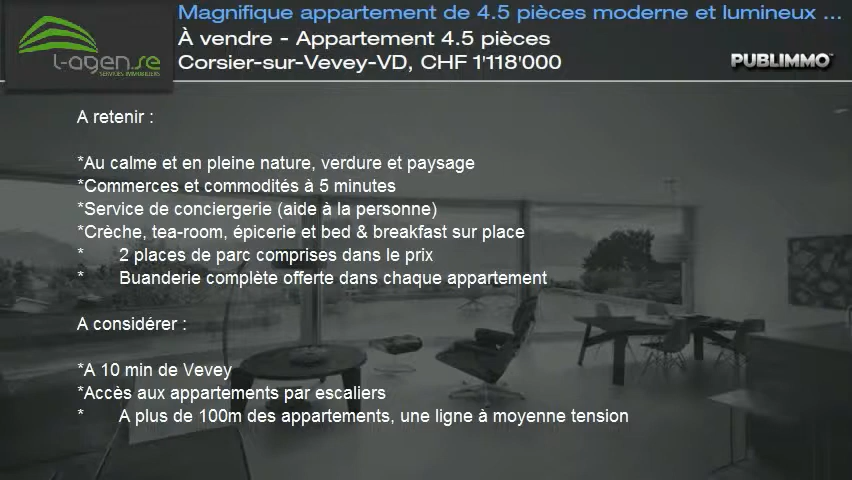 Magnifique appartement de 4.5 pièces moderne et lumineux ...
À vendre - Appartement 4.5 pièces
Corsier-sur-Vevey-VD, CHF 1'118'000
l-agen.se
SERVICES IMMOBILIERS
PUBLIMMO
A retenir :
*Au calme et en pleine nature, verdure et paysage
*Commerces et commodités à 5 minutes
*Service de conciergerie (aide à la personne)
*Crèche, tea-room, épicerie et bed & breakfast sur place
* 2 places de parc comprises dans le prix
* Buanderie complète offerte dans chaque appartement
A considérer :
*A 10 min de Vevey
*Accès aux appartements par escaliers
* A plus de 100m des appartements, une ligne à moyenne tension